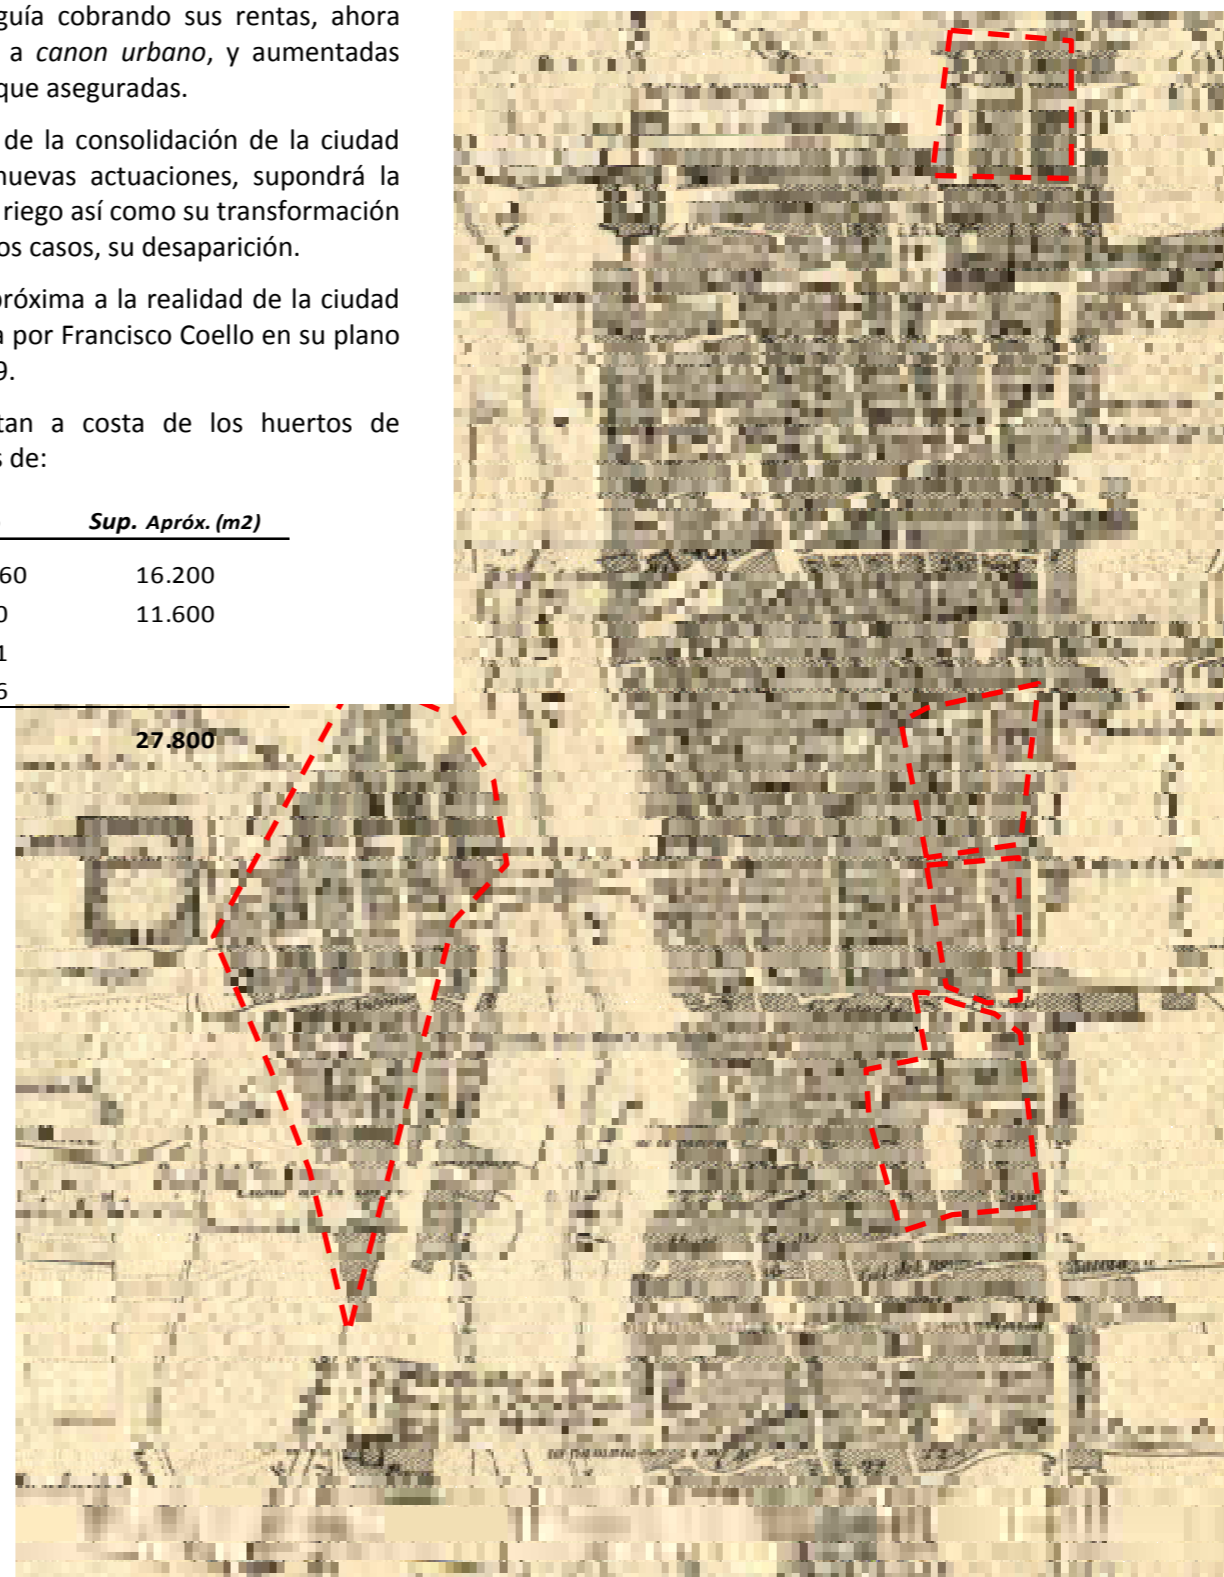 guía cobrando sus rentas, ahora
a canon urbano, y aumentadas
que aseguradas.
de la consolidación de la ciudad
nuevas actuaciones, supondrá la
riego así como su transformación
os casos, su desaparición.
próxima a la realidad de la ciudad
a por Francisco Coello en su plano
9.
tan a costa de los huertos de
s de:
Sup. Apróx. (m2)
60 16.200
0 11.600
1
6
27.800